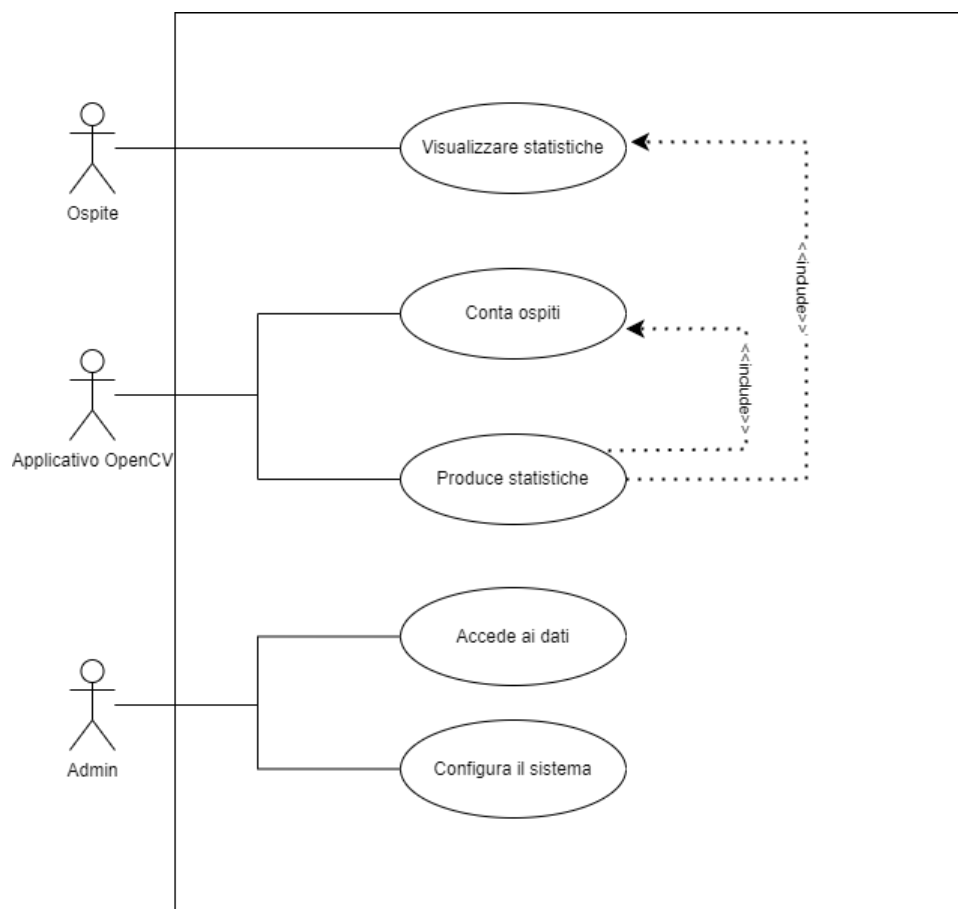 Visualizzare statistiche
Ospite
<<include>>
Conta ospiti
<<include>>
Applicativo OpenCV
Produce statistiche
Accede ai dati
Admin
Configura il sistema